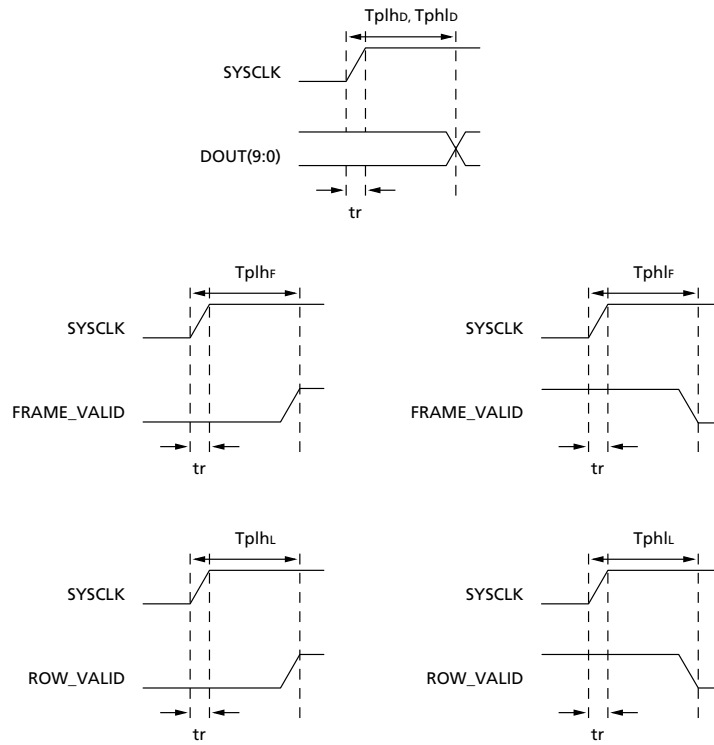 TplhD, TphlD
SYSCLK
DOUT(9:0)
tr
TplhF
TphlF
SYSCLK
SYSCLK
FRAME_VALID
FRAME_VALID
tr
tr
TplhL
TphlL
SYSCLK
SYSCLK
ROW_VALID
ROW_VALID
tr
tr